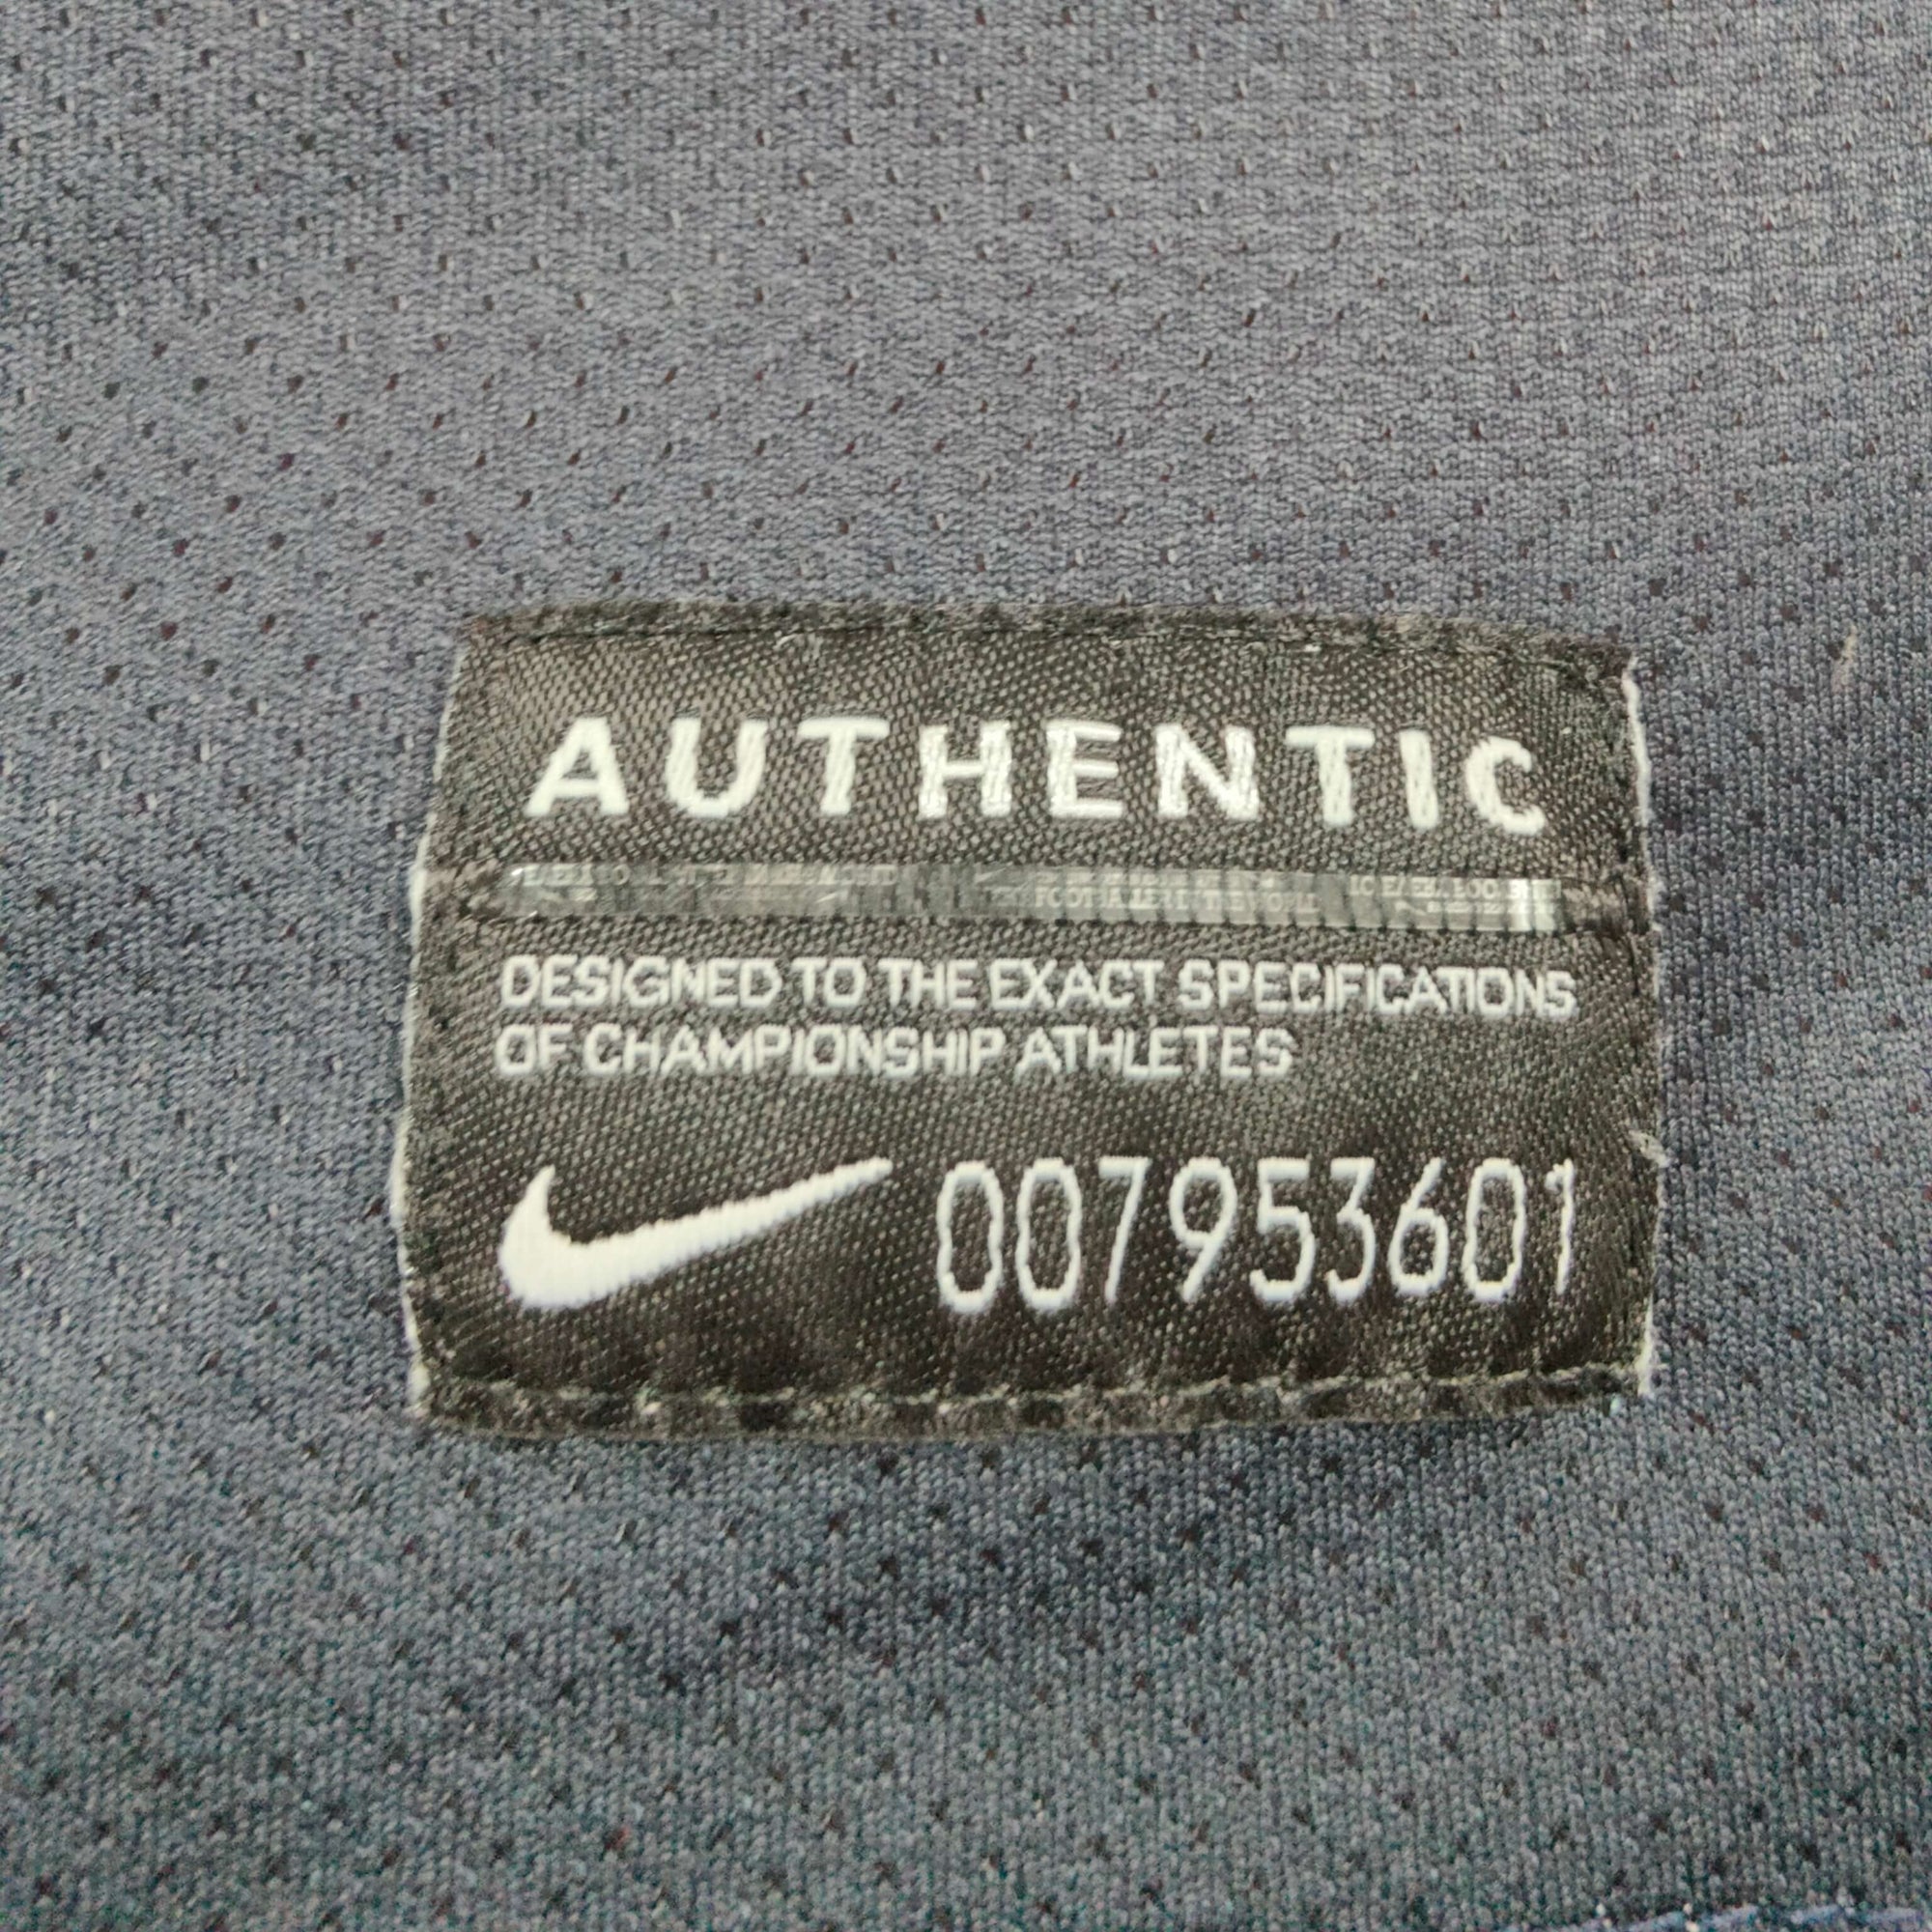 AUTHENTIC
DESIGNED TO THE EXACT SPECIFICATIONS
OF CHAMPIONSHIP ATHLETES
007953601